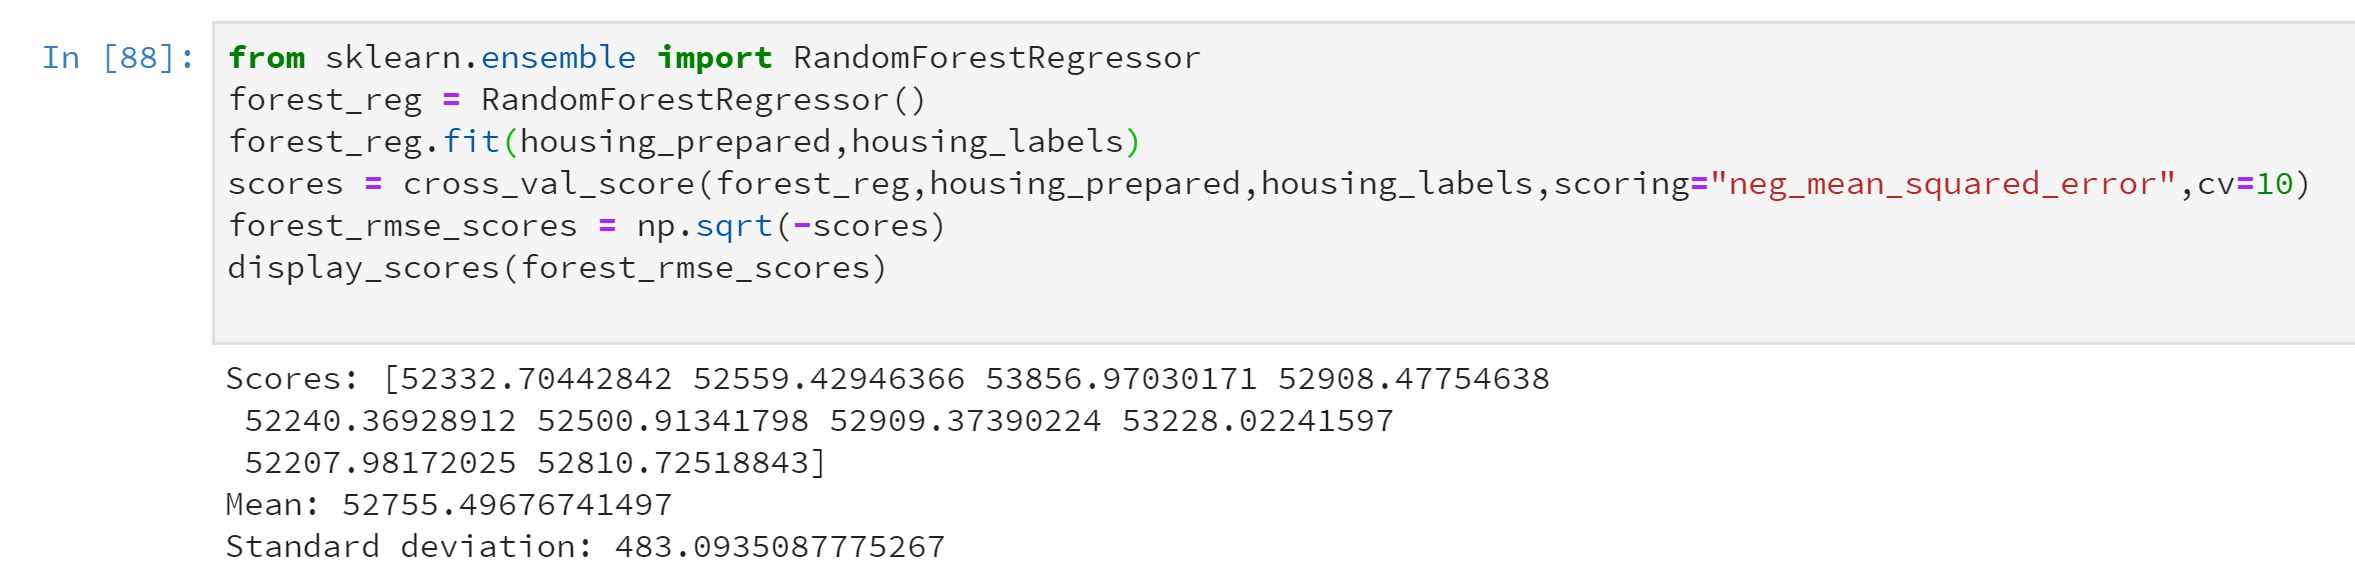 In [88]: from sklearn.ensemble import RandomForestRegressor
forest_reg = RandomForestRegressor()
forest_reg.fit(housing_prepared,housing_labels)
scores = cross_val_score(forest_reg,housing_prepared,housing_labels,scoring="neg_mean_squared_error",cv=10)
forest_rmse_scores = np.sqrt(-scores)
display_scores(forest_rmse_scores)
Scores: [52332.70442842 52559.42946366 53856.97030171 52908.47754638
52240.36928912 52500.91341798 52909.37390224 53228.02241597
52207.98172025 52810.72518843]
Mean: 52755.49676741497
Standard deviation: 483.0935087775267